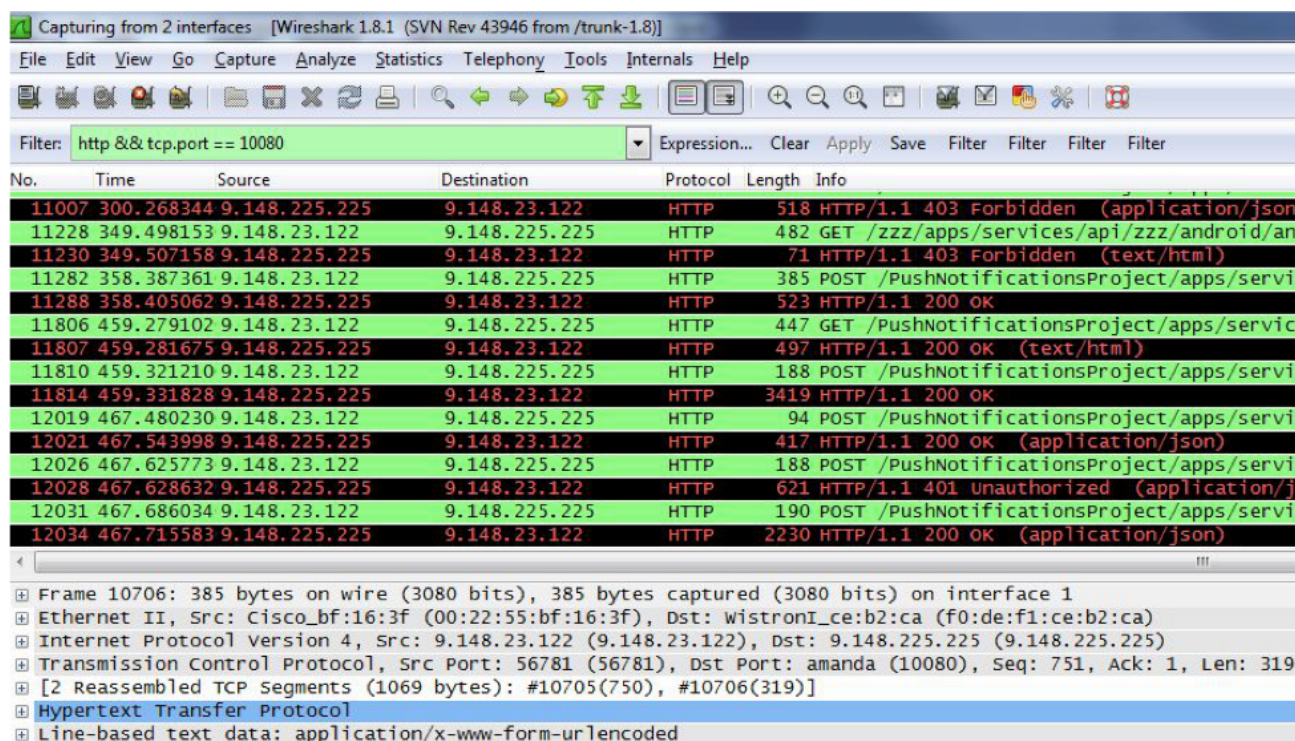 Capturing from 2 interfaces [Wireshark 1.8.1 (SVN Rev 43946 from /trunk-1.8)]
File Edit View Go Capture Analyze Statistics Telephony Tools Internals Help
Filter: http && tcp.port == 10080 Expression... Clear Apply Save Filter Filter Filter Filter
No. Time Source Destination Protocol Length Info
11007 300.268344 9.148.225.225 9.148.23.122 HTTP 518 HTTP/1.1 403 Forbidden (application/json
11228 349.498153 9.148.23.122 9.148.225.225 HTTP 482 GET /zzz/apps/services/api/zzz/android/an
11230 349.507158 9.148.225.225 9.148.23.122 HTTP 71 HTTP/1.1 403 Forbidden (text/html)
11282 358.387361 9.148.23.122 9.148.225.225 HTTP 385 POST /PushNotificationsProject/apps/servi
11288 358.405062 9.148.225.225 9.148.23.122 HTTP 523 HTTP/1.1 200 OK
11806 459.279102 9.148.23.122 9.148.225.225 HTTP 447 GET /PushNotificationsProject/apps/servic
11807 459.281675 9.148.225.225 9.148.23.122 HTTP 497 HTTP/1.1 200 OK (text/html)
11810 459.321210 9.148.23.122 9.148.225.225 HTTP 188 POST /PushNotificationsProject/apps/servi
11814 459.331828 9.148.225.225 9.148.23.122 HTTP 3419 HTTP/1.1 200 OK
12019 467.480230 9.148.23.122 9.148.225.225 HTTP 94 POST /PushNotificationsProject/apps/servi
12021 467.543998 9.148.225.225 9.148.23.122 HTTP 417 HTTP/1.1 200 OK (application/json)
12026 467.625773 9.148.23.122 9.148.225.225 HTTP 188 POST /PushNotificationsProject/apps/servi
12028 467.628632 9.148.225.225 9.148.23.122 HTTP 621 HTTP/1.1 401 Unauthorized (application/j
12031 467.686034 9.148.23.122 9.148.225.225 HTTP 190 POST /PushNotificationsProject/apps/servi
12034 467.715583 9.148.225.225 9.148.23.122 HTTP 2230 HTTP/1.1 200 OK (application/json)
Frame 10706: 385 bytes on wire (3080 bits), 385 bytes captured (3080 bits) on interface 1
Ethernet II, Src: Cisco_bf:16:3f (00:22:55:bf:16:3f), Dst: WistronI_ce:b2:ca (f0:de:f1:ce:b2:ca)
Internet Protocol Version 4, Src: 9.148.23.122 (9.148.23.122), Dst: 9.148.225.225 (9.148.225.225)
Transmission Control Protocol, Src Port: 56781 (56781), Dst Port: amanda (10080), Seq: 751, Ack: 1, Len: 319
[2 Reassembled TCP Segments (1069 bytes): #10705(750), #10706(319)]
Hypertext Transfer Protocol
Line-based text data: application/x-www-form-urlencoded